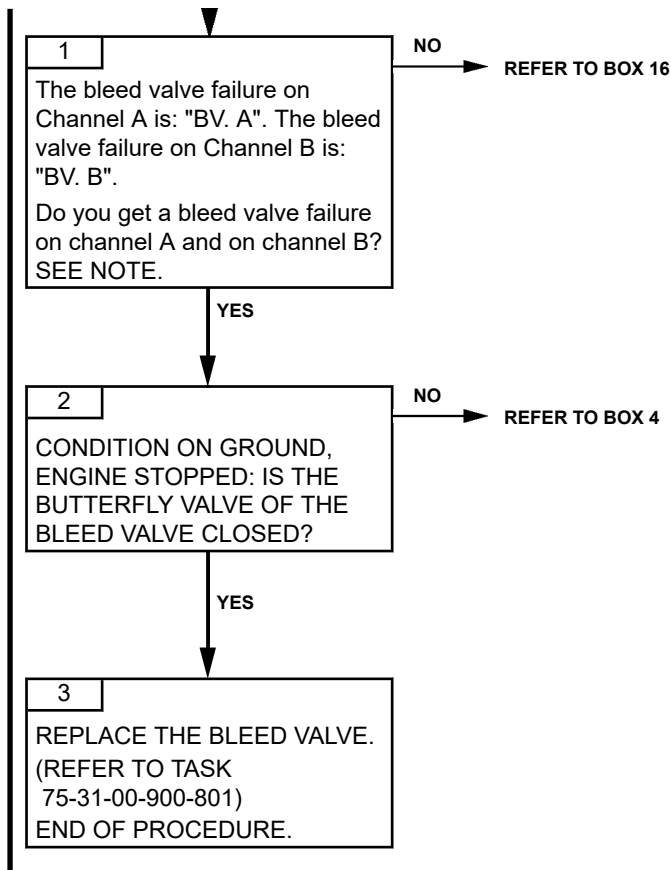 1
The bleed valve failure on
Channel A is: "BV. A". The bleed
valve failure on Channel B is:
"BV. B".
Do you get a bleed valve failure
on channel A and on channel B?
SEE NOTE.
NO
REFER TO BOX 16
YES
2
CONDITION ON GROUND,
ENGINE STOPPED: IS THE
BUTTERFLY VALVE OF THE
BLEED VALVE CLOSED?
NO
REFER TO BOX 4
YES
3
REPLACE THE BLEED VALVE.
(REFER TO TASK
75-31-00-900-801)
END OF PROCEDURE.